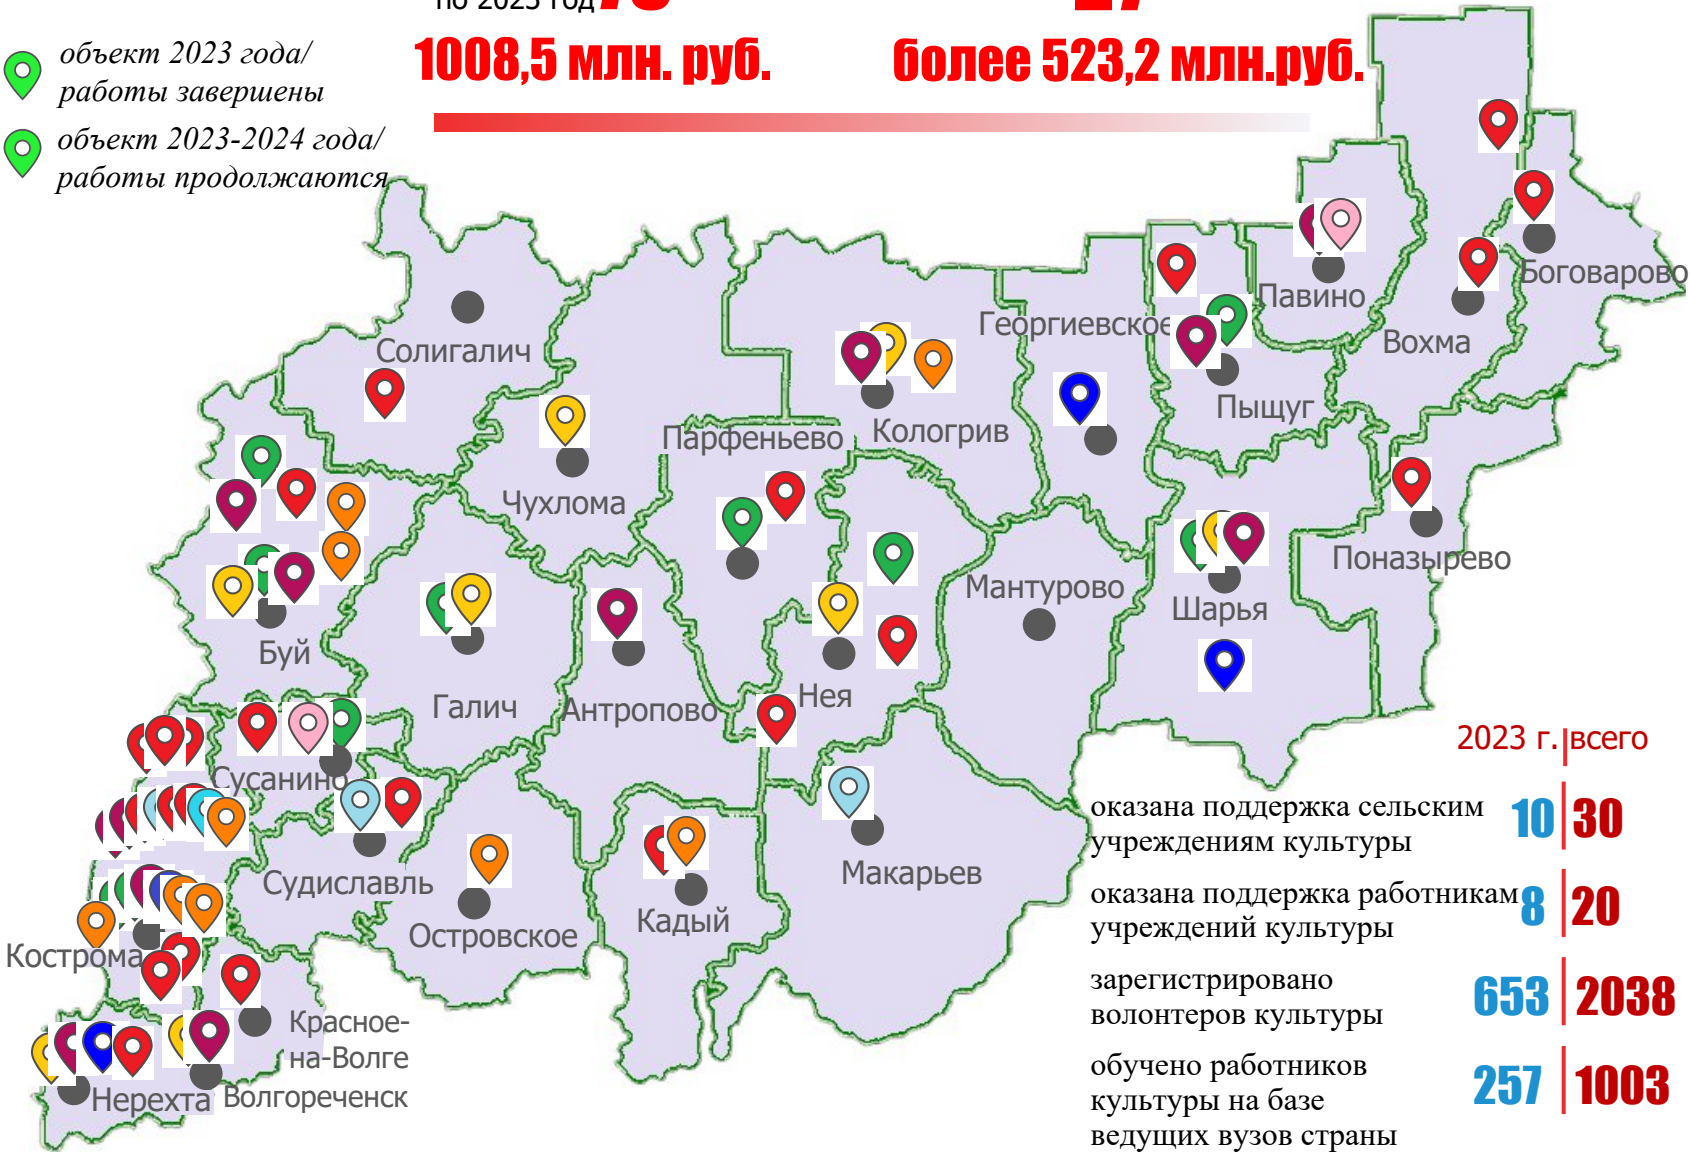 по 2023 год
1008,5 млн. руб.
более 523,2 млн.руб.
объект 2023 года/
работы завершены
объект 2023-2024 года/
работы продолжаются
Солигалич
Чухлома
Парфеньево
Кологрив
Георгиевское
Павино
Боговарово
Вохма
Пыщуг
Поназырево
Шарья
Мантурово
Нея
Антропово
Галич
Буй
Сусанино
Судиславль
Островское
Кадый
Макарьев
Кострома
Красное-
на-Волге
Нерехта
Волгореченск
2023 г. всего
оказана поддержка сельским
учреждениям культуры
10 30
оказана поддержка работникам
учреждений культуры
8 20
зарегистрировано
волонтеров культуры
653 2038
обучено работников
культуры на базе
ведущих вузов страны
257 1003